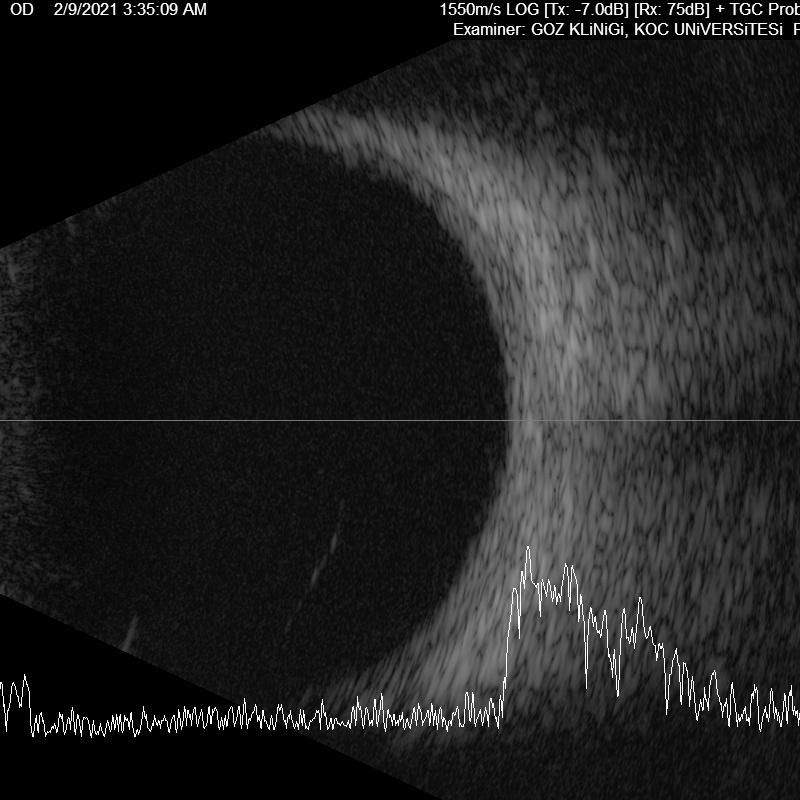 OD 2/9/2021 3:35:09 AM 1550m/s LOG [Tx: -7.0dB] [Rx: 75dB] + TGC
Examiner: GOZ KLiNiGi, KOC UNiVERSiTESi